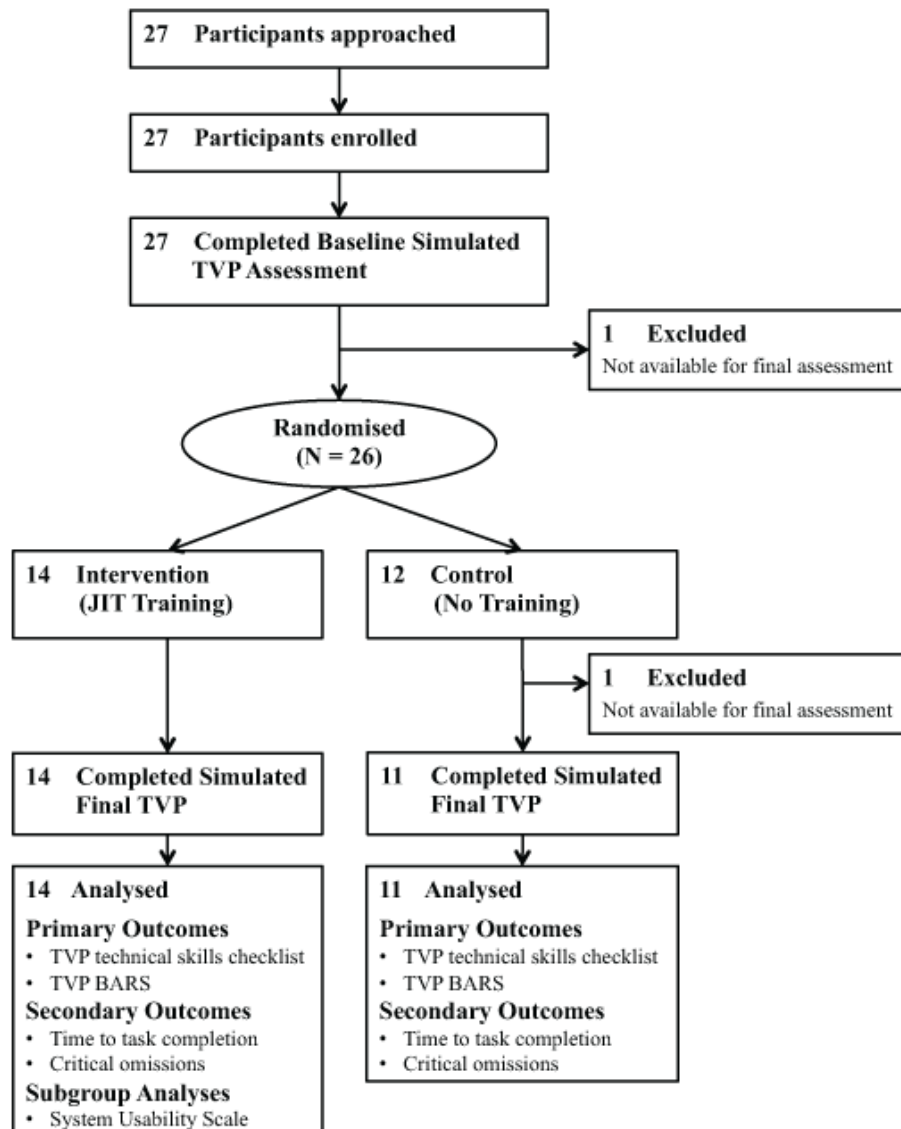 27 Participants approached
27 Participants enrolled
27 Completed Baseline Simulated
TVP Assessment
1 Excluded
Not available for final assessment
Randomised
(N = 26)
14 Intervention
(JIT Training)
12 Control
(No Training)
1 Excluded
Not available for final assessment
14 Completed Simulated
Final TVP
11 Completed Simulated
Final TVP
14 Analysed
Primary Outcomes
• TVP technical skills checklist
• TVP BARS
Secondary Outcomes
• Time to task completion
• Critical omissions
Subgroup Analyses
• System Usability Scale
11 Analysed
Primary Outcomes
• TVP technical skills checklist
• TVP BARS
Secondary Outcomes
• Time to task completion
• Critical omissions